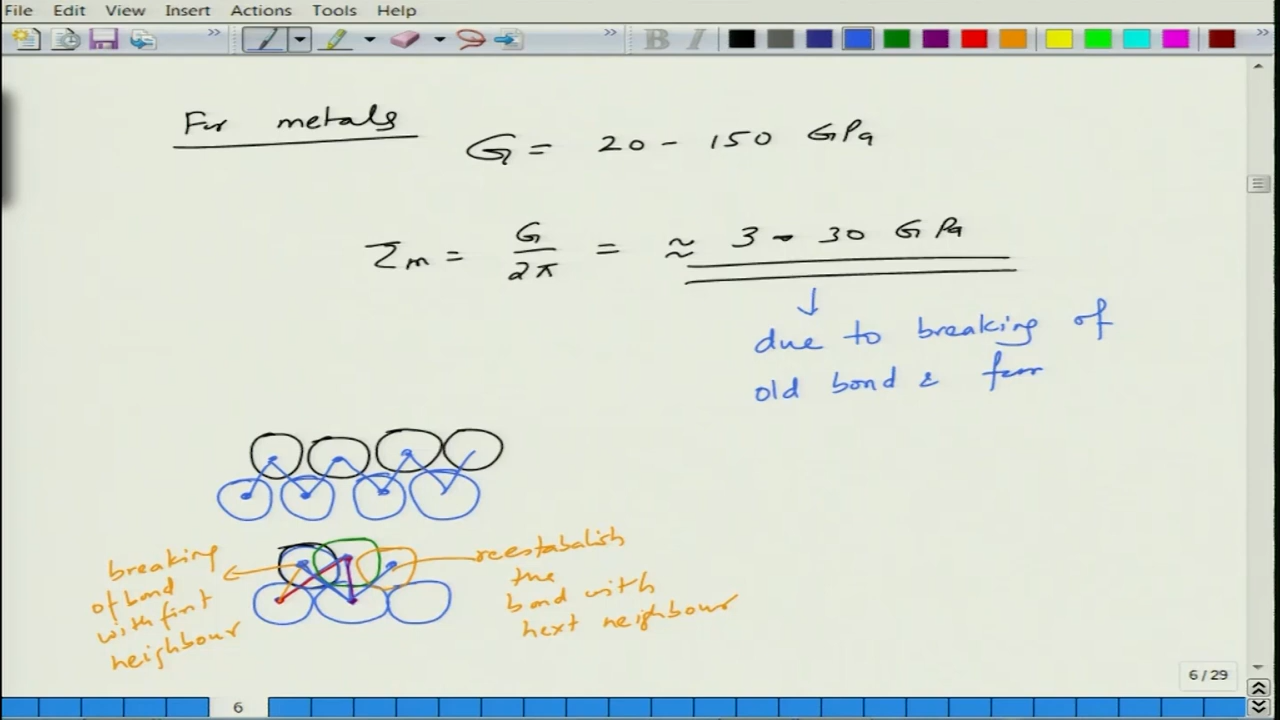 File Edit View Insert Actions Tools Help
B I
For metals
G = 20 - 150 GPa
τm = G/2π = ≈ 3 - 30 GPa
↓
due to breaking of
old bond & form
breaking
of bond
with first
neighbour
reestabalish
the
bond with
next neighbour
6 / 29
6